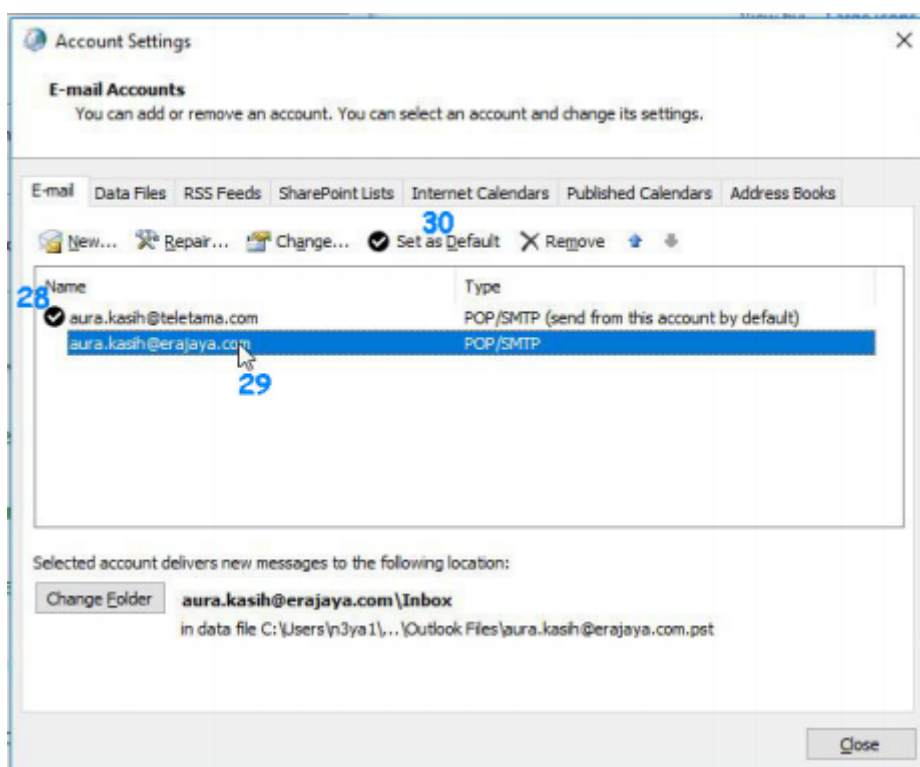 Account Settings
E-mail Accounts
You can add or remove an account. You can select an account and change its settings.
E-mail Data Files RSS Feeds SharePoint Lists Internet Calendars Published Calendars Address Books
30
New... Repair... Change... Set as Default Remove
Name Type
28
aura.kasih@teletama.com POP/SMTP (send from this account by default)
aura.kasih@erajaya.com POP/SMTP
29
Selected account delivers new messages to the following location:
Change Folder aura.kasih@erajaya.com\Inbox
in data file C:\Users\n3ya1\...\Outlook Files\aura.kasih@erajaya.com.pst
Close